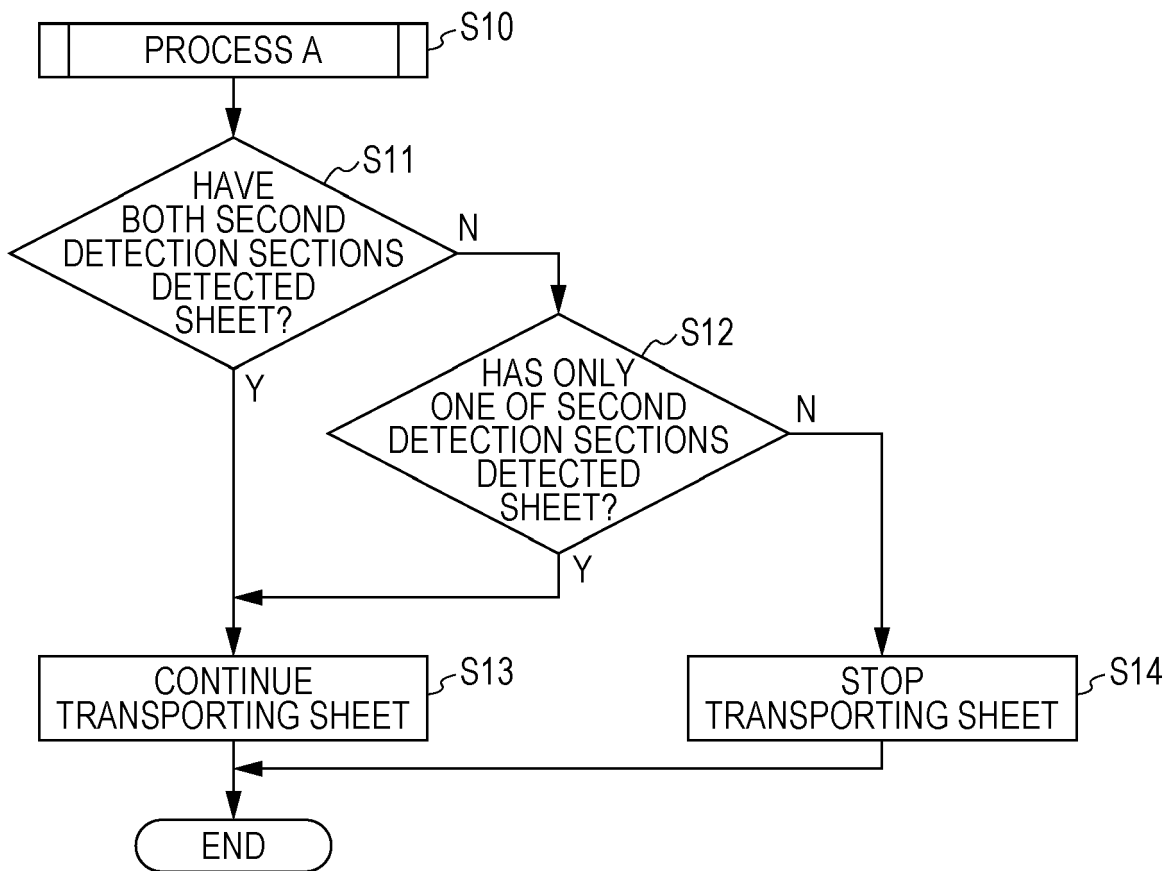 PROCESS A
S10
S11
HAVE
BOTH SECOND
DETECTION SECTIONS
DETECTED
SHEET?
N
Y
S12
HAS ONLY
ONE OF SECOND
DETECTION SECTIONS
DETECTED
SHEET?
N
Y
CONTINUE
TRANSPORTING SHEET
S13
STOP
TRANSPORTING SHEET
S14
END